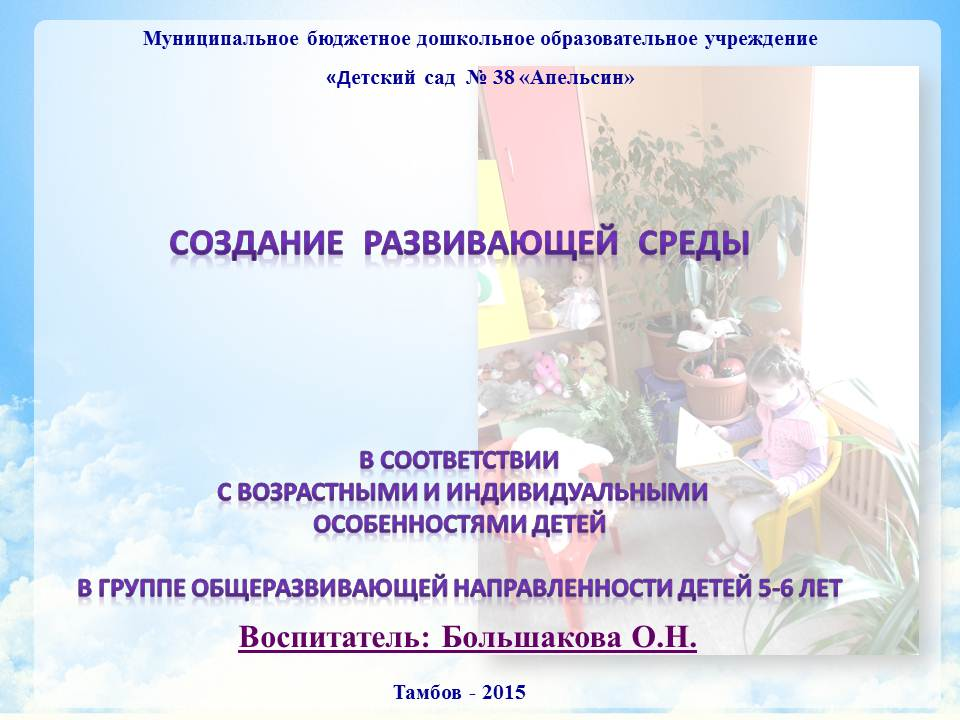 Муниципальное бюджетное дошкольное образовательное учреждение
«Детский сад № 38 «Апельсин»
СОЗДАНИЕ РАЗВИВАЮЩЕЙ СРЕДЫ
В СООТВЕТСТВИИ
С ВОЗРАСТНЫМИ И ИНДИВИДУАЛЬНЫМИ
ОСОБЕННОСТЯМИ ДЕТЕЙ
В ГРУППЕ ОБЩЕРАЗВИВАЮЩЕЙ НАПРАВЛЕННОСТИ ДЕТЕЙ 5-6 ЛЕТ
Воспитатель: Большакова О.Н.
Тамбов - 2015